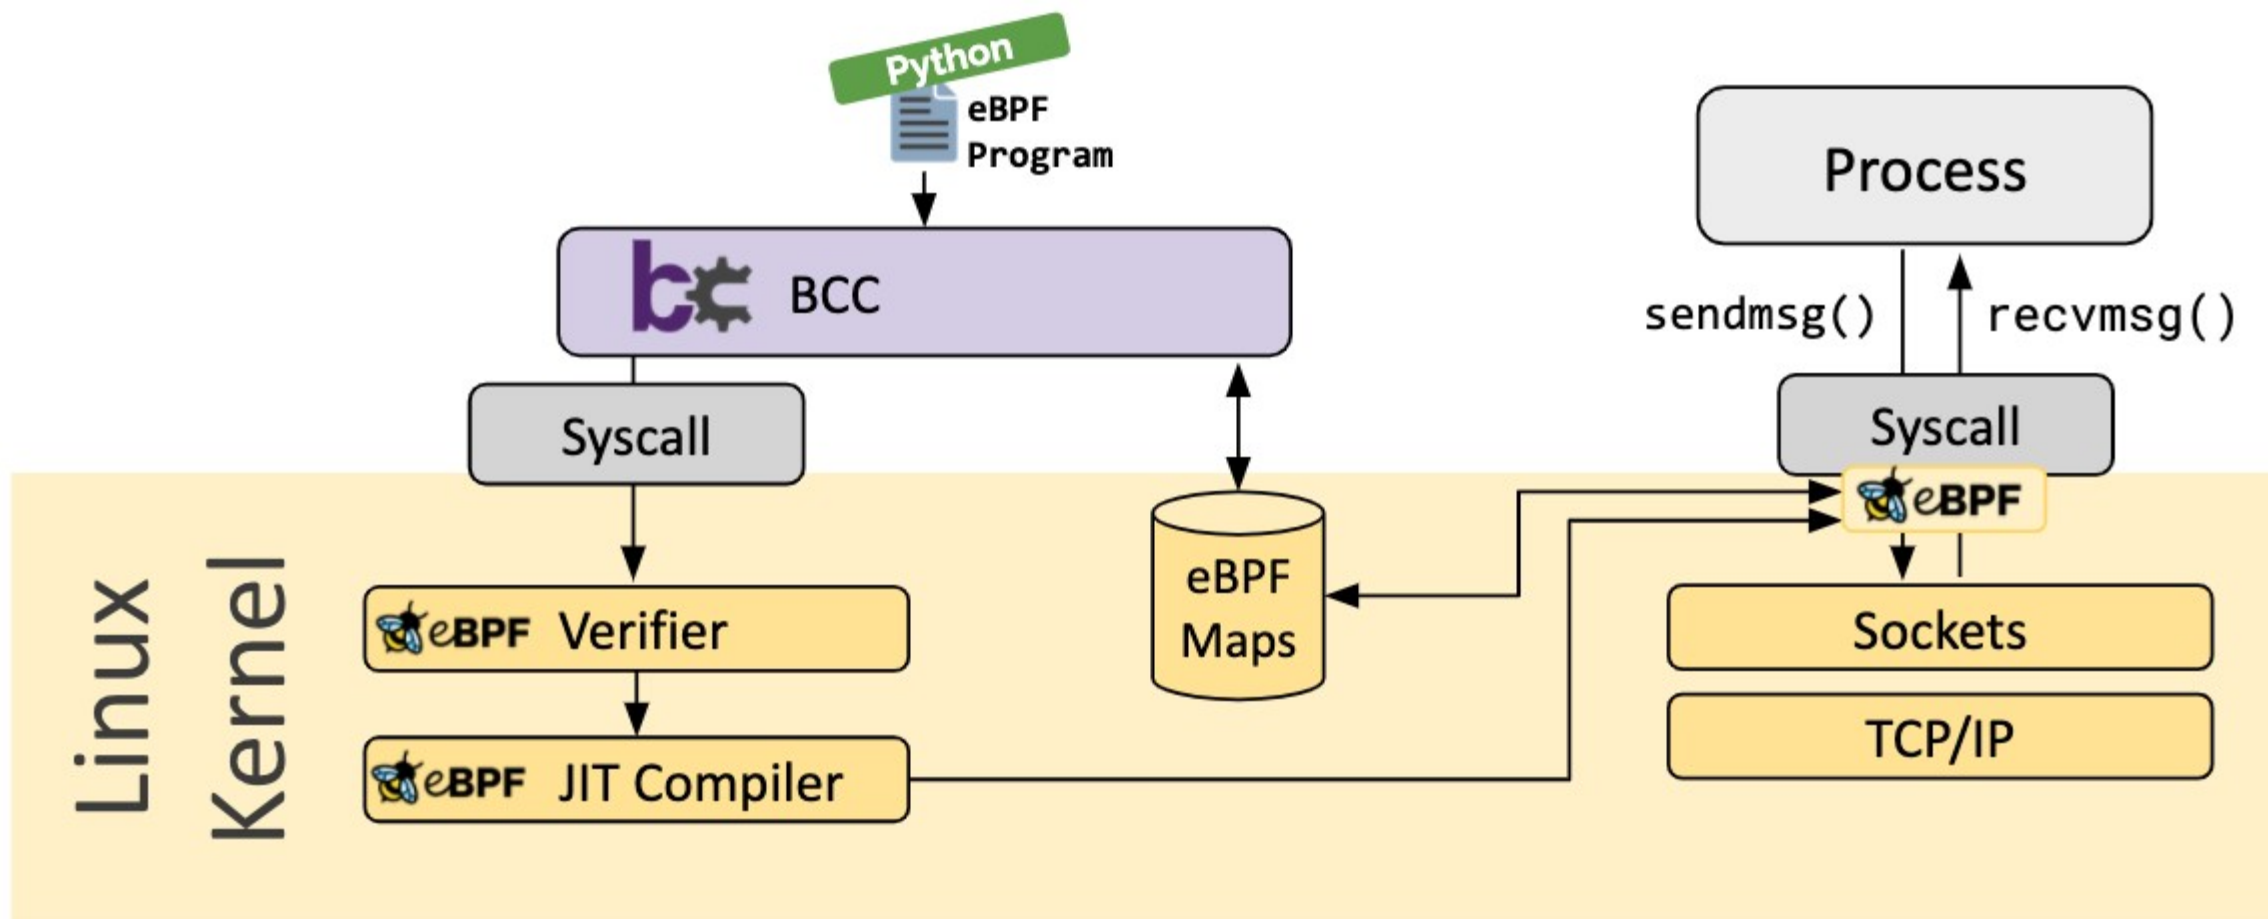 Python
eBPF
Program
bc
BCC
Process
sendmsg()
recvmsg()
Syscall
Syscall
eBPF
Linux
Kernel
eBPF Verifier
eBPF
Maps
Sockets
TCP/IP
eBPF JIT Compiler